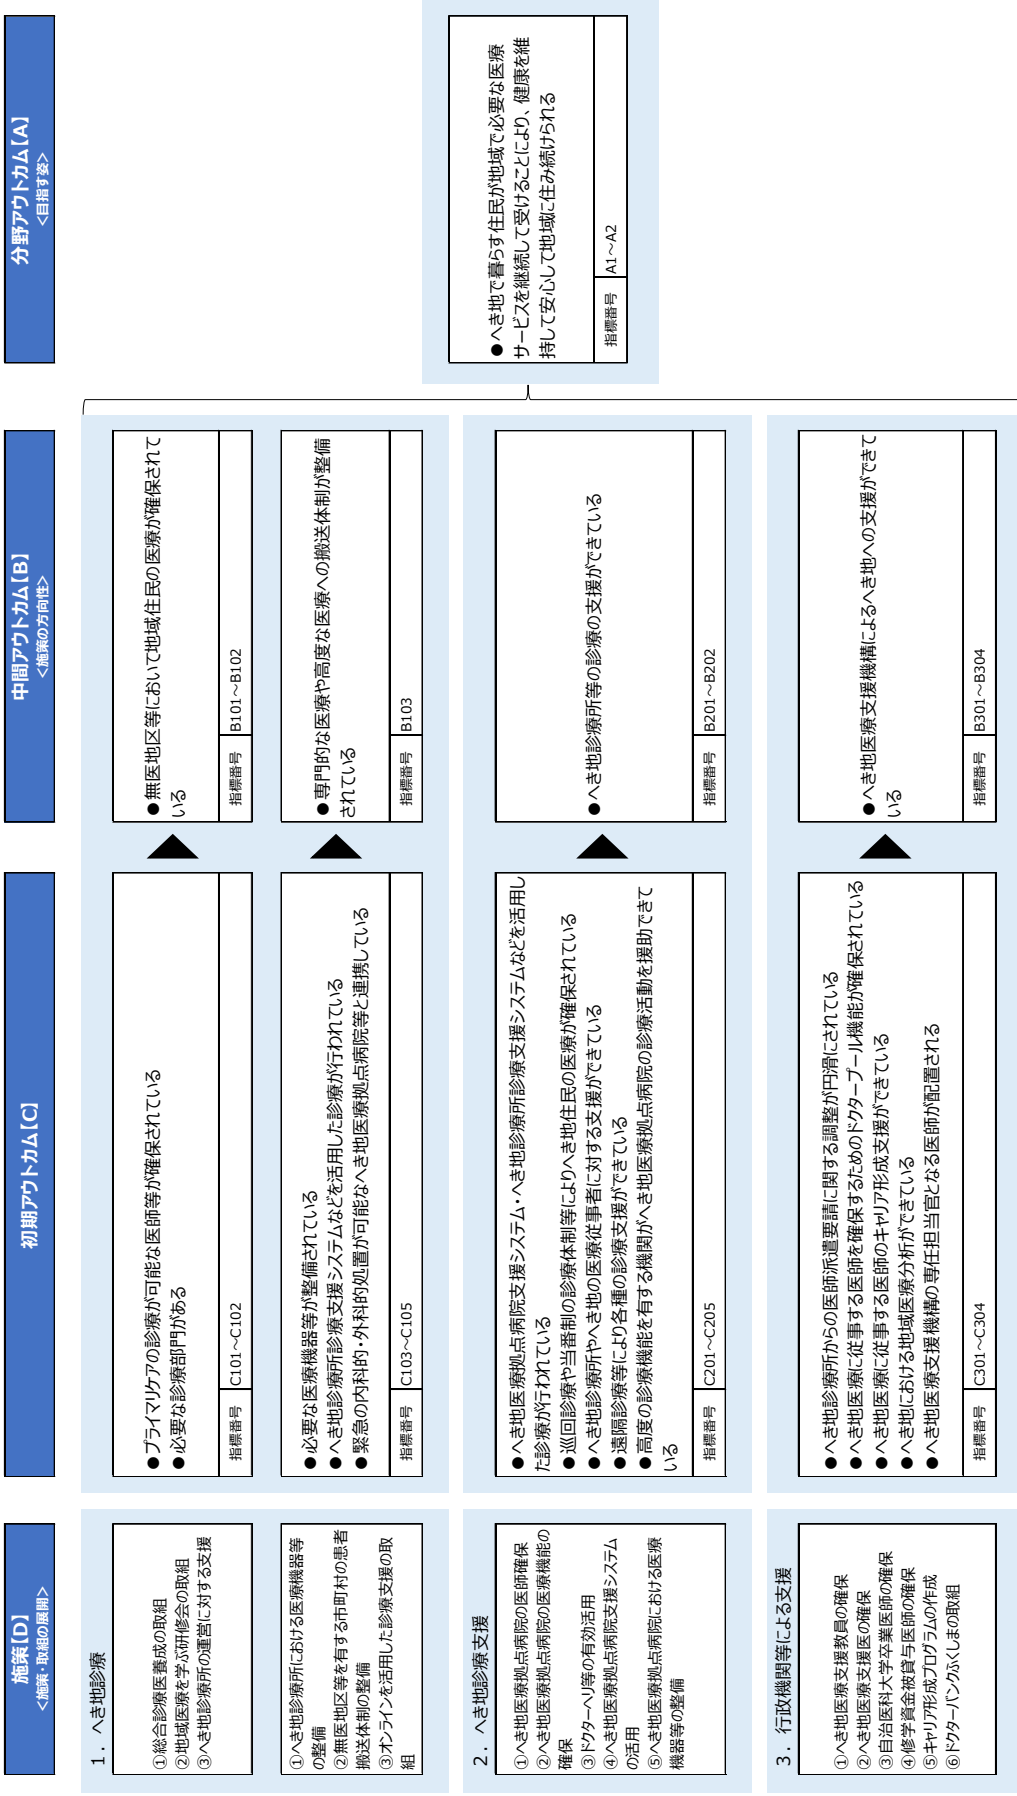 施策【D】
<施策・取組の展開>
初期アウトカム【C】
中間アウトカム【B】
<施策の方向性>
分野アウトカム【A】
<目指す姿>
1．へき地診療
①総合診療医養成の取組
②地域医療を学ぶ研修会の取組
③へき地診療所の運営に対する支援
●プライマリケアの診療が可能な医師等が確保されている
●必要な診療部門がある
指標番号 C101～C102
●無医地区等において地域住民の医療が確保されて
いる
指標番号 B101～B102
①へき地診療所における医療機器等
の整備
②無医地区等を有する市町村の患者
搬送体制の整備
③オンラインを活用した診療支援の取
組
●必要な医療機器等が整備されている
●へき地診療所診療支援システムなどを活用した診療が行われている
●緊急の内科的・外科的処置が可能なへき地医療拠点病院等と連携している
指標番号 C103～C105
●専門的な医療や高度な医療への搬送体制が整備
されている
指標番号 B103
2．へき地診療支援
①へき地医療拠点病院の医師確保
②へき地医療拠点病院の医療機能の
確保
③ドクターヘリ等の有効活用
④へき地医療拠点病院支援システム
の活用
⑤へき地医療拠点病院における医療
機器等の整備
●へき地医療拠点病院支援システム・へき地診療所診療支援システムなどを活用し
た診療が行われている
●巡回診療や当番制の診療体制等によりへき地住民の医療が確保されている
●へき地診療所やへき地の医療従事者に対する支援ができている
●遠隔診療等により各種の診療支援ができている
●高度の診療機能を有する機関がへき地医療拠点病院の診療活動を援助できて
いる
指標番号 C201～C205
●へき地診療所等の診療の支援ができている
指標番号 B201～B202
3．行政機関等による支援
①へき地医療支援教員の確保
②へき地医療支援医の確保
③自治医科大学卒業医師の確保
④修学資金被貸与医師の確保
⑤キャリア形成プログラムの作成
⑥ドクターバンクふくしまの取組
●へき地診療所からの医師派遣要請に関する調整が円滑にされている
●へき地医療に従事する医師を確保するためのドクタープール機能が確保されている
●へき地医療に従事する医師のキャリア形成支援ができている
●へき地における地域医療分析ができている
●へき地医療支援機構の専任担当官となる医師が配置される
指標番号 C301～C304
●へき地医療支援機構によるへき地への支援ができて
いる
指標番号 B301～B304
●へき地で暮らす住民が地域で必要な医療
サービスを継続して受けることにより、健康を維
持して安心して地域に住み続けられる
指標番号 A1～A2